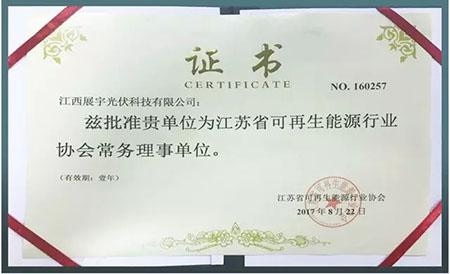 证书
CERTIFICATE
NO. 160257
江西展宇光伏科技有限公司：
兹批准贵单位为江苏省可再生能源行业
协会常务理事单位。
（有效期：壹年）
江苏省可再生能源行业协会
2017年8月22日